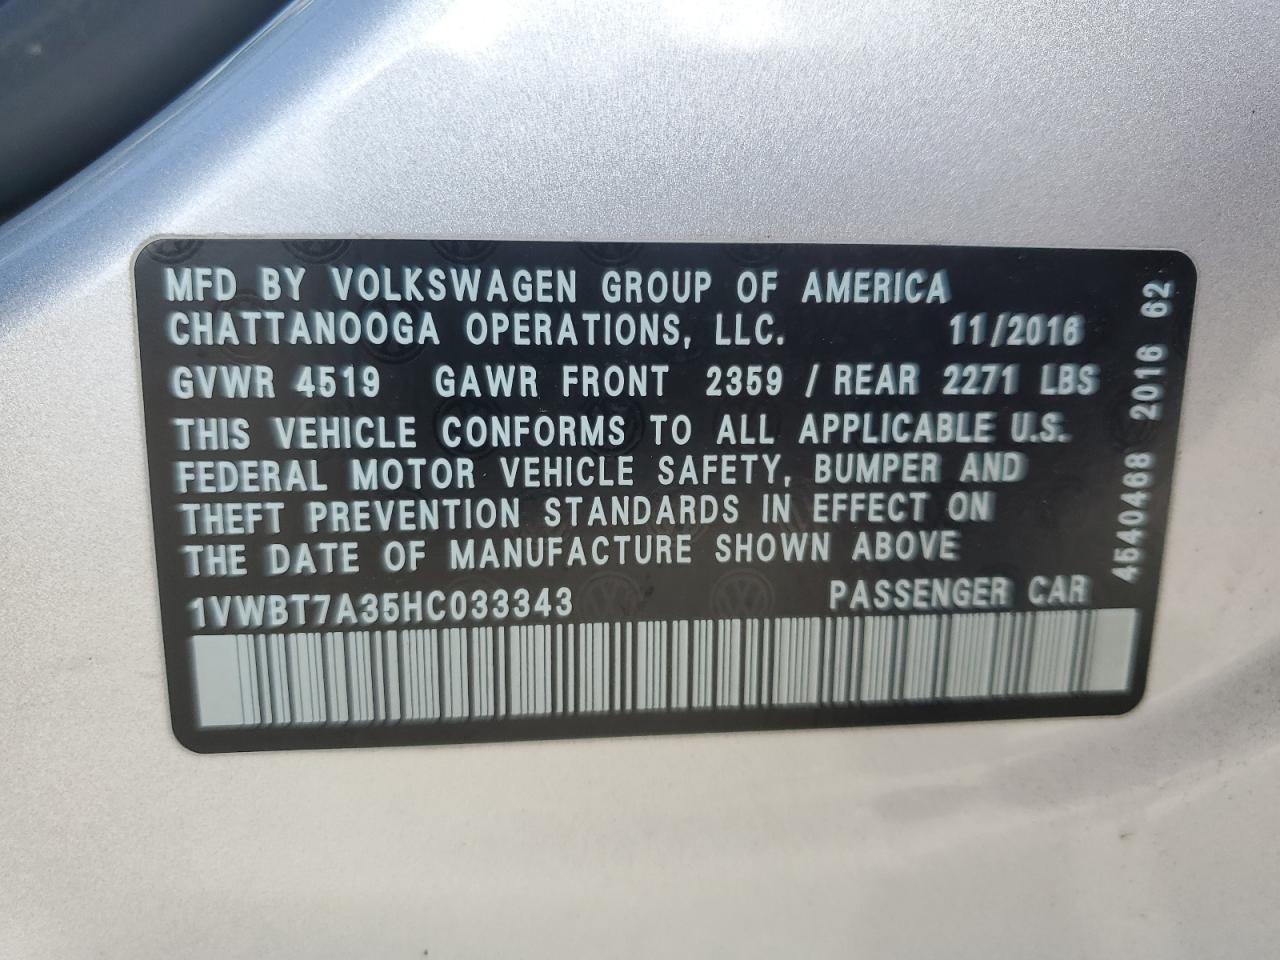 MFD BY VOLKSWAGEN GROUP OF AMERICA
CHATTANOOGA OPERATIONS, LLC. 11/2016
GVWR 4519 GAWR FRONT 2359 / REAR 2271 LBS
THIS VEHICLE CONFORMS TO ALL APPLICABLE U.S.
FEDERAL MOTOR VEHICLE SAFETY, BUMPER AND
THEFT PREVENTION STANDARDS IN EFFECT ON
THE DATE OF MANUFACTURE SHOWN ABOVE
1VWBT7A35HC033343 PASSENGER CAR
4540468 2016 62